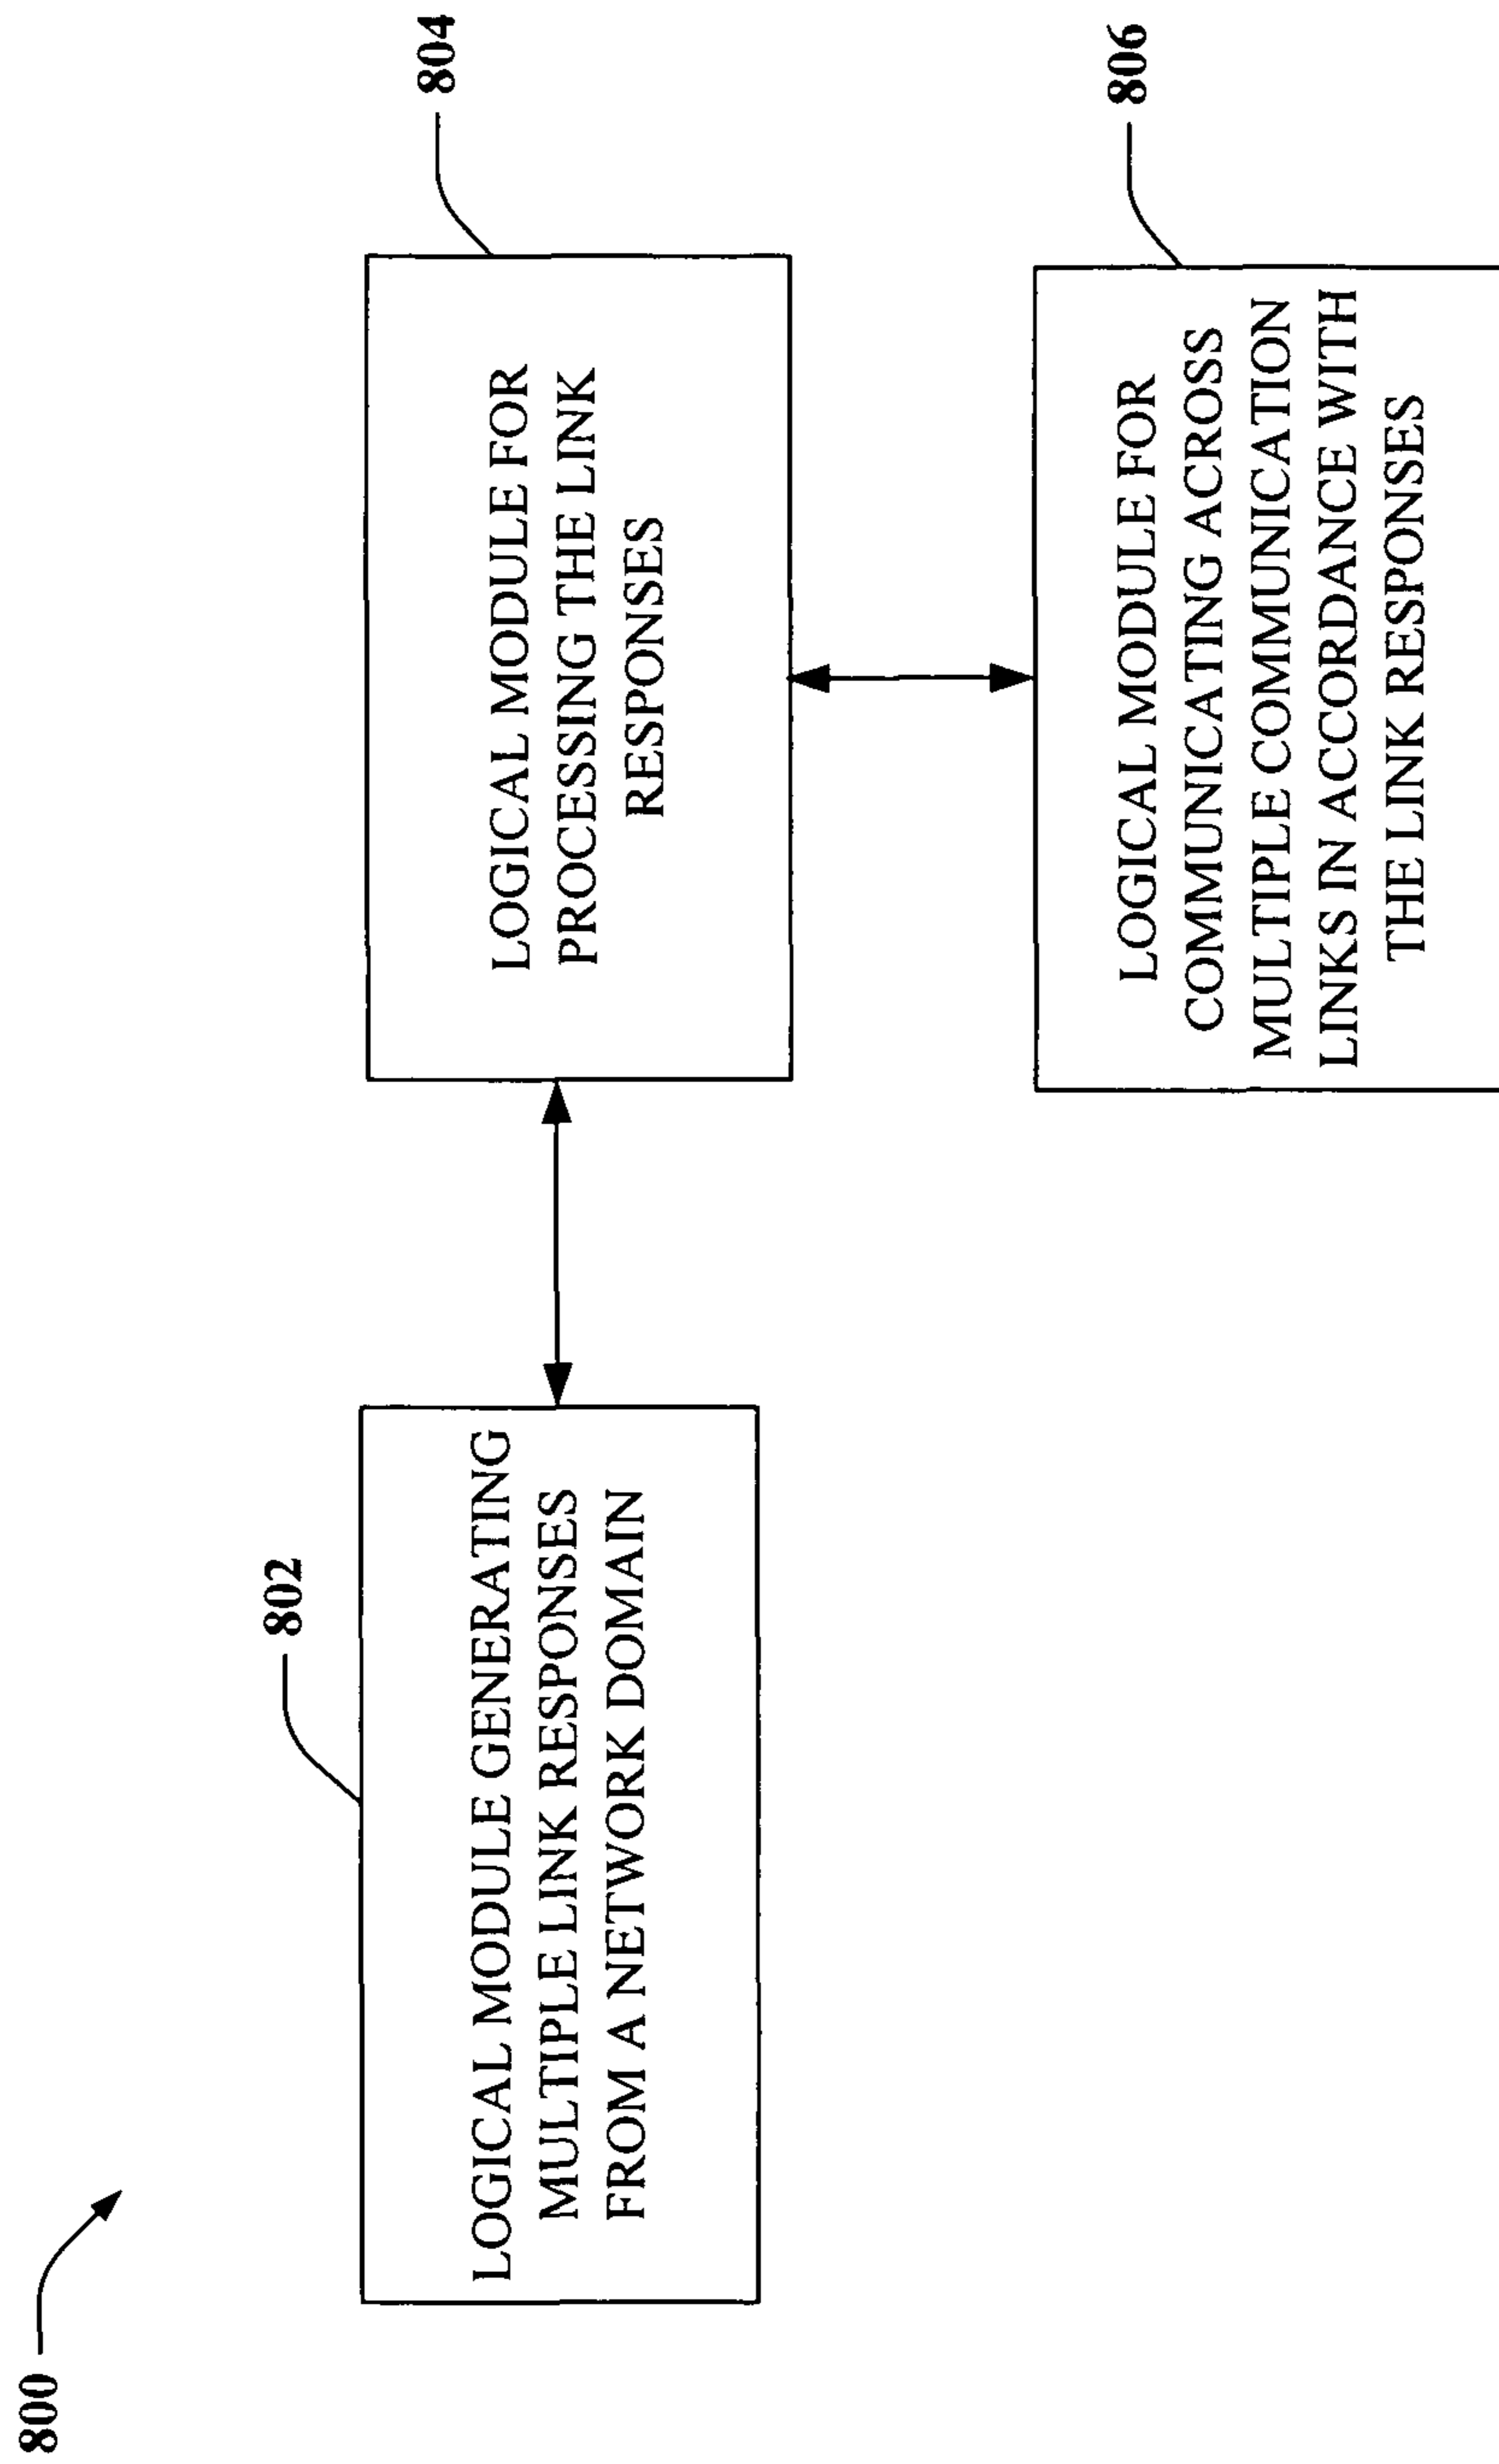 800
802
LOGICAL MODULE GENERATING
MULTIPLE LINK RESPONSES
FROM A NETWORK DOMAIN
804
LOGICAL MODULE FOR
PROCESSING THE LINK
RESPONSES
806
LOGICAL MODULE FOR
COMMUNICATING ACROSS
MULTIPLE COMMUNICATION
LINKS IN ACCORDANCE WITH
THE LINK RESPONSES